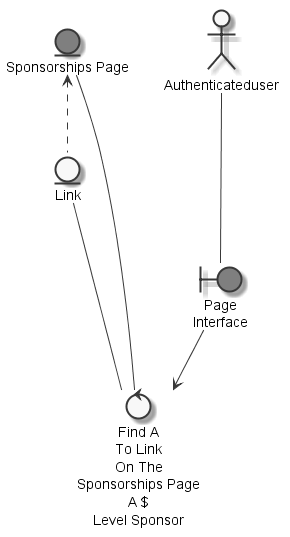 Sponsorships Page
Authenticateduser
Link
Page
Interface
Find A
To Link
On The
Sponsorships Page
A $
Level Sponsor